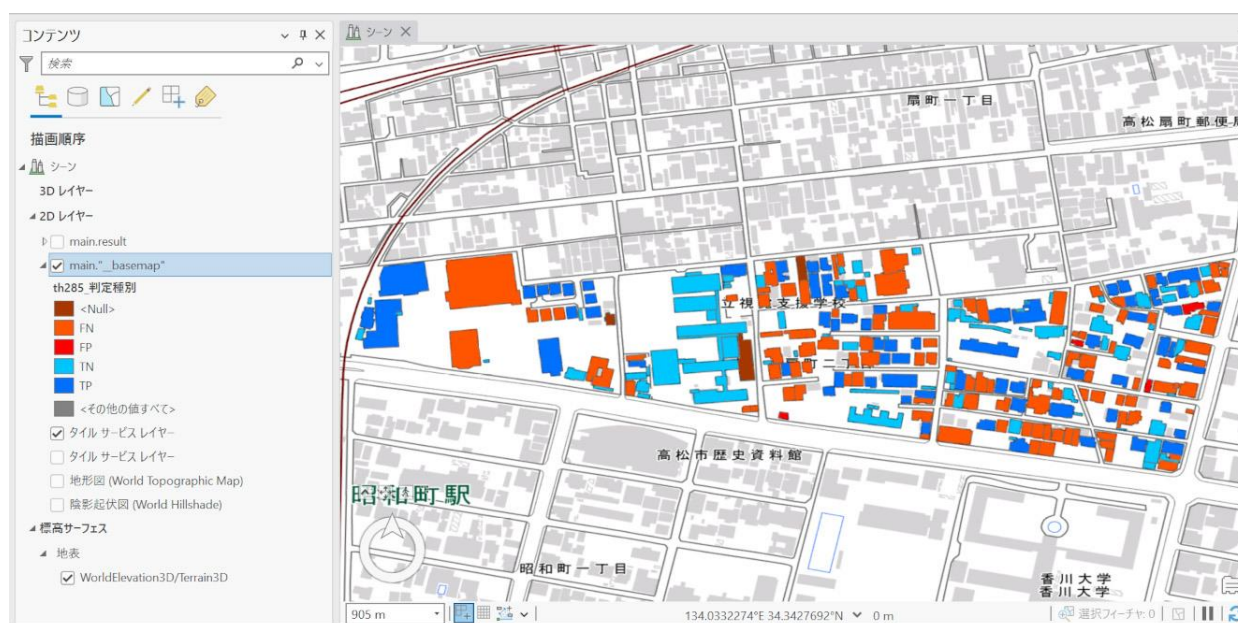 コンテンツ
検索
描画順序
シーン
3D レイヤー
2D レイヤー
main.result
main."__basemap"
th285_判定種別
<Null>
FN
FP
TN
TP
<その他の値すべて>
タイル サービス レイヤー
タイル サービス レイヤー
地形図 (World Topographic Map)
陰影起伏図 (World Hillshade)
標高サーフェス
地表
WorldElevation3D/Terrain3D
シーン
扇町一丁目
高松扇町郵便局
立視
支援学校
高松市歴史資料館
昭和町駅
昭和町一丁目
香川大学
香川大学
905 m
134.0332274°E 34.3427692°N
0 m
選択フィーチャ: 0